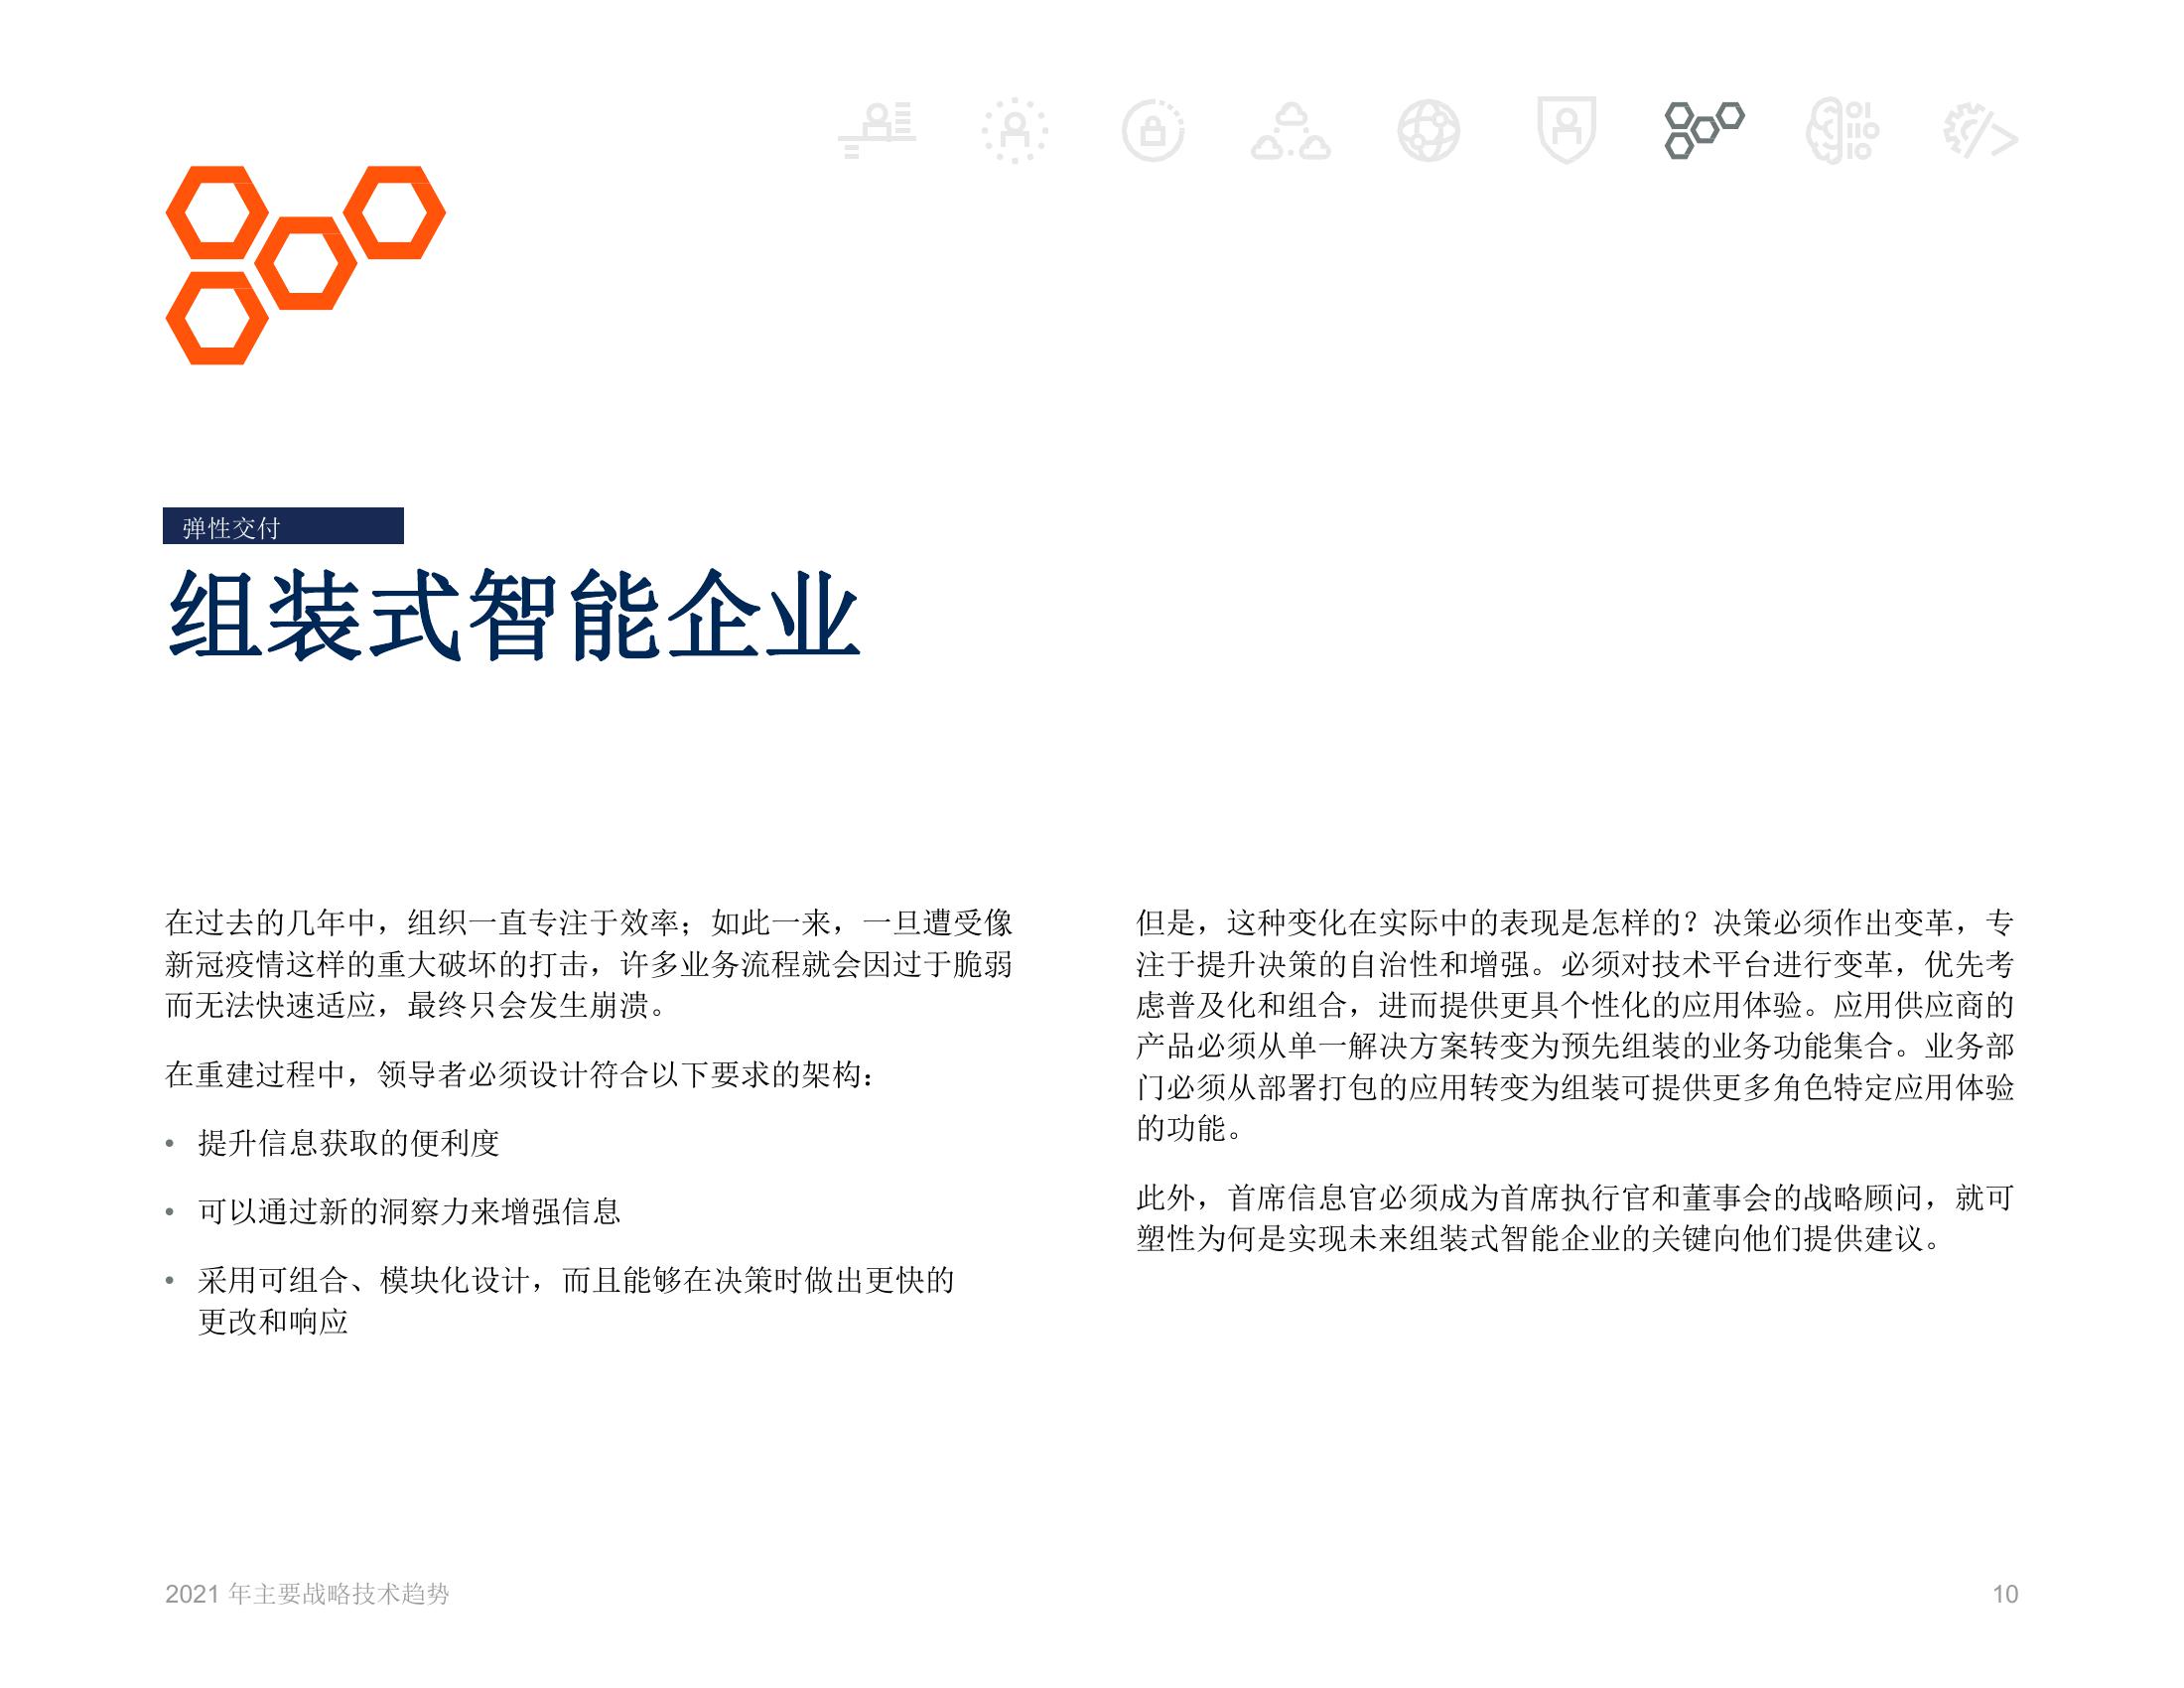 弹性交付
组装式智能企业
在过去的几年中，组织一直专注于效率；如此一来，一旦遭受像
新冠疫情这样的重大破坏的打击，许多业务流程就会因过于脆弱
而无法快速适应，最终只会发生崩溃。
在重建过程中，领导者必须设计符合以下要求的架构：
• 提升信息获取的便利度
• 可以通过新的洞察力来增强信息
• 采用可组合、模块化设计，而且能够在决策时做出更快的
更改和响应
但是，这种变化在实际中的表现是怎样的？决策必须作出变革，专
注于提升决策的自治性和增强。必须对技术平台进行变革，优先考
虑普及化和组合，进而提供更具个性化的应用体验。应用供应商的
产品必须从单一解决方案转变为预先组装的业务功能集合。业务部
门必须从部署打包的应用转变为组装可提供更多角色特定应用体验
的功能。
此外，首席信息官必须成为首席执行官和董事会的战略顾问，就可
塑性为何是实现未来组装式智能企业的关键向他们提供建议。
2021 年主要战略技术趋势
10